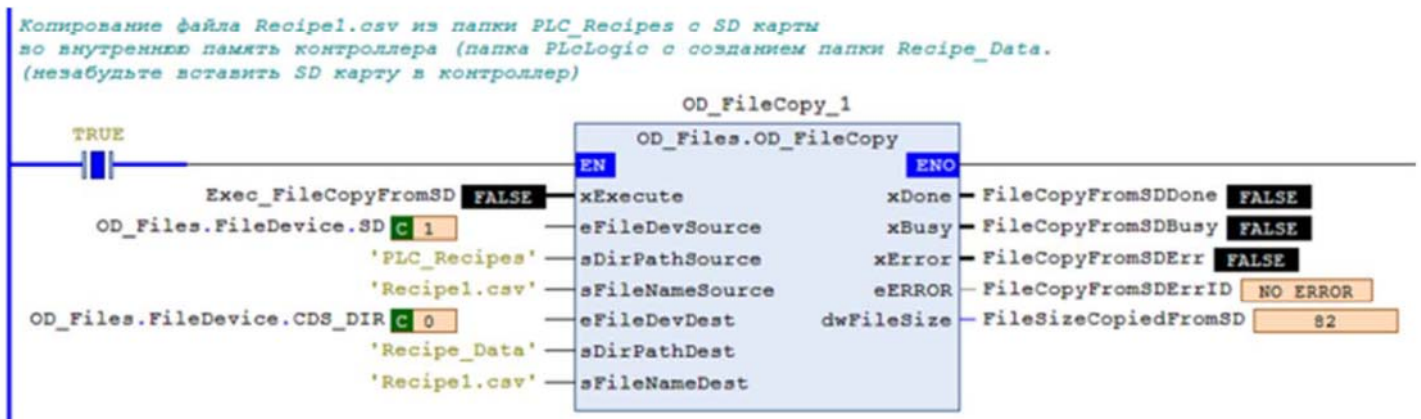 Копирование файла Recipe1.csv из папки PLC_Recipes с SD карты
во внутреннюю память контроллера (папка PLcLogic с созданием папки Recipe_Data.
(незабудьте вставить SD карту в контроллер)
OD_FileCopy_1
TRUE
OD_Files.OD_FileCopy
EN ENO
Exec_FileCopyFromSD FALSE xExecute xDone FileCopyFromSDDone FALSE
OD_Files.FileDevice.SD C 1 eFileDevSource xBusy FileCopyFromSDBusy FALSE
'PLC_Recipes' sDirPathSource xError FileCopyFromSDErr FALSE
'Recipe1.csv' sFileNameSource eERROR FileCopyFromSDErrID NO ERROR
OD_Files.FileDevice.CDS_DIR C 0 eFileDevDest dwFileSize FileSizeCopiedFromSD 82
'Recipe_Data' sDirPathDest
'Recipe1.csv' sFileNameDest